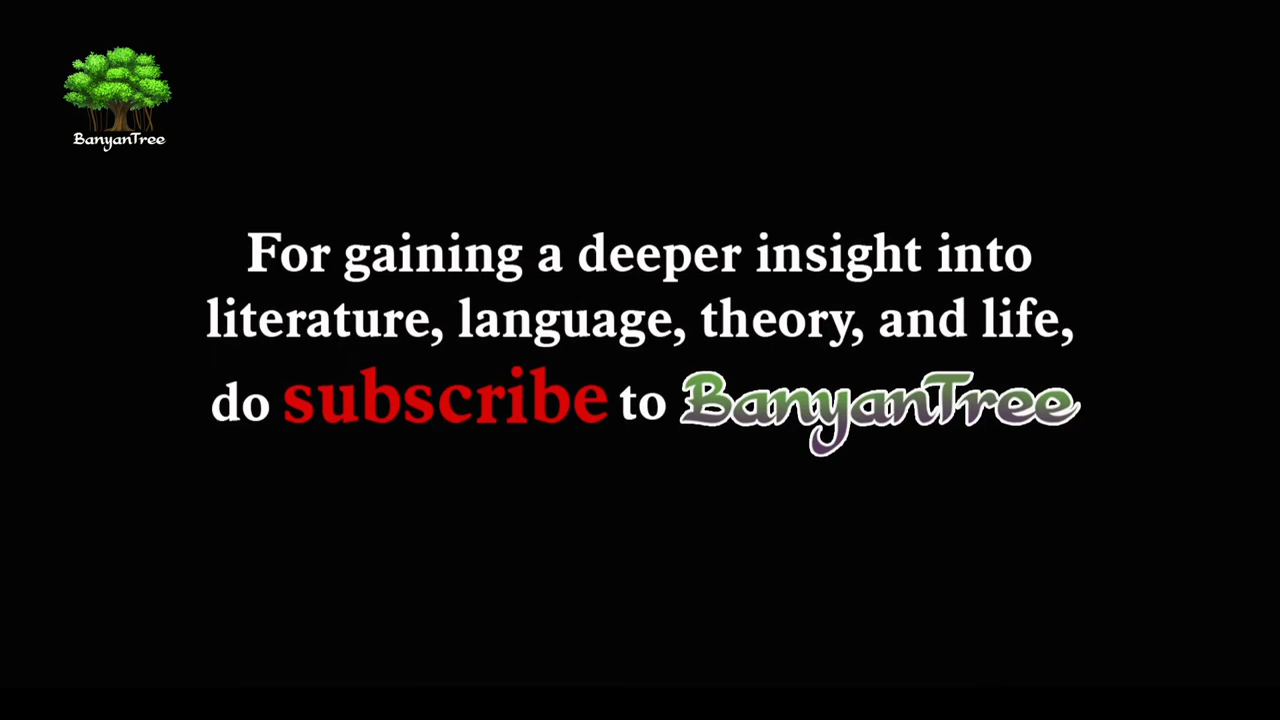 BanyanTree
For gaining a deeper insight into
literature, language, theory, and life,
do subscribe to BanyanTree